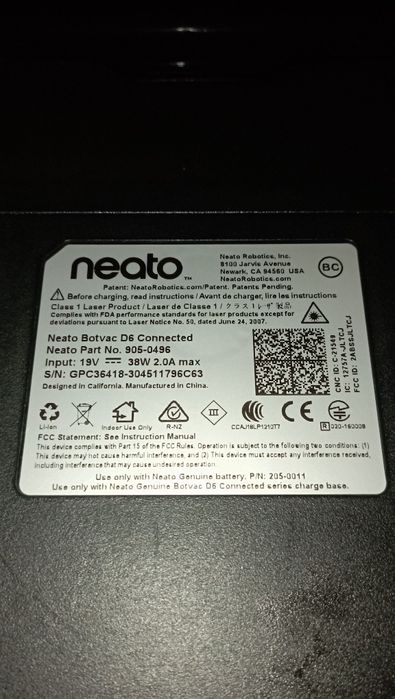 neato™
Neato Robotics, Inc.
8100 Jarvis Avenue
Newark, CA 94560 USA
NeatoRobotics.com
BC
Patent: NeatoRobotics.com/Patent. Patents Pending.
Before charging, read instructions / Avant de charger, lire les instructions
Class 1 Laser Product / Laser de Classe 1 / クラス1レーザ製品
Complies with FDA performance standards for laser products except for
deviations pursuant to Laser Notice No. 50, dated June 24, 2007.
Neato Botvac D6 Connected
Neato Part No. 905-0496
Input: 19V 38W 2.0A max
S/N: GPC36418-304511796C63
Designed in California. Manufactured in China.
CNC ID: C-21549
IC: 12757A-JLTCJ
FCC ID: 2ABSSJLTCJ
Li-Ion
Indoor Use Only
R-NZ
III
CCAJ18LP1310T7
CE
R 020-180008
FCC Statement: See Instruction Manual
This device complies with Part 15 of the FCC Rules. Operation is subject to the following two conditions: (1)
This device may not cause harmful interference, and (2) This device must accept any interference received,
including interference that may cause undesired operation.
Use only with Neato Genuine battery, P/N: 205-0011
Use only with Neato Genuine Botvac D6 Connected series charge base.